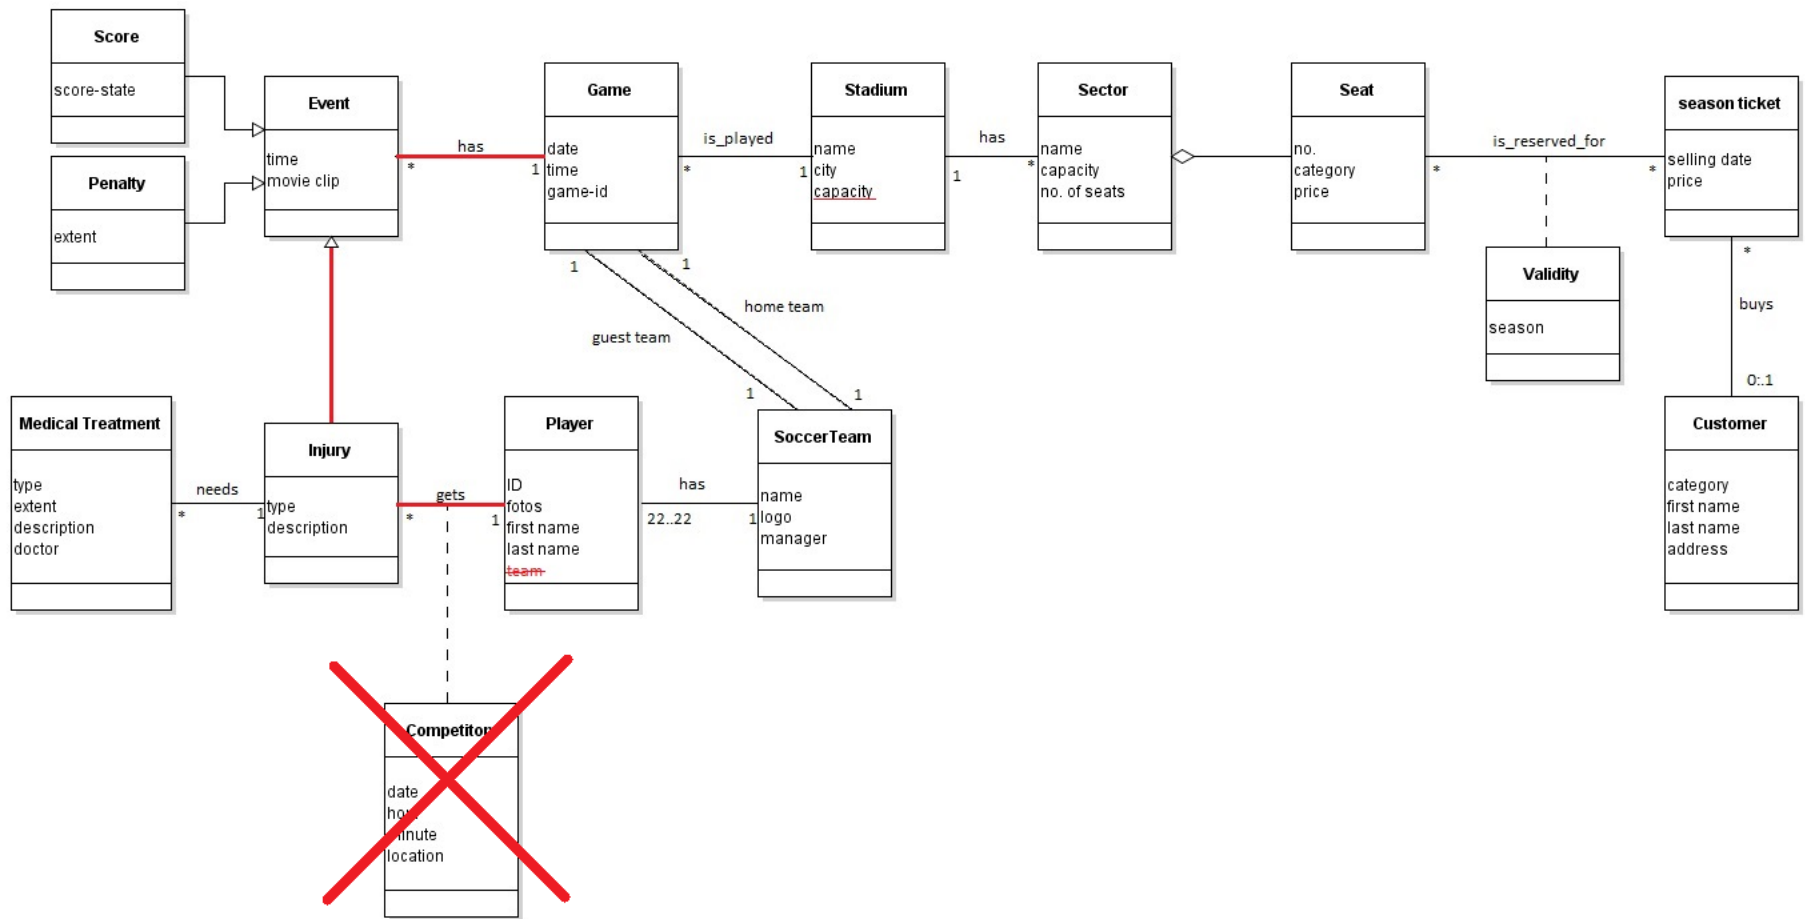 Score
score-state
Penalty
extent
Event
time
movie clip
has
*
1
Game
date
time
game-id
is_played
*
1
Stadium
name
city
capacity
has
1
*
Sector
name
capacity
no. of seats
Seat
no.
category
price
is_reserved_for
*
*
season ticket
selling date
price
Validity
season
*
buys
0:.1
Customer
category
first name
last name
address
1
1
home team
guest team
1
1
Medical Treatment
type
extent
description
doctor
needs
*
1
Injury
type
description
gets
*
1
Player
ID
fotos
first name
last name
team
has
22..22
1
SoccerTeam
name
logo
manager
Competitor
date
hour
minute
location